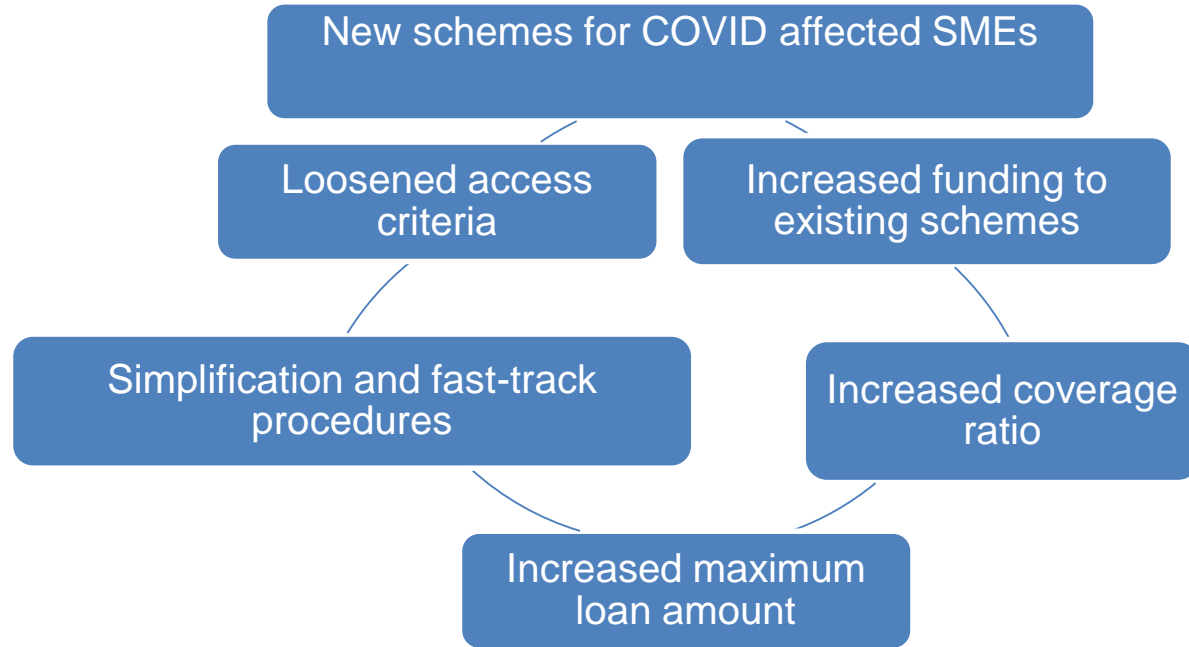 New schemes for COVID affected SMEs
Loosened access
criteria
Increased funding to
existing schemes
Simplification and fast-track
procedures
Increased coverage
ratio
Increased maximum
loan amount